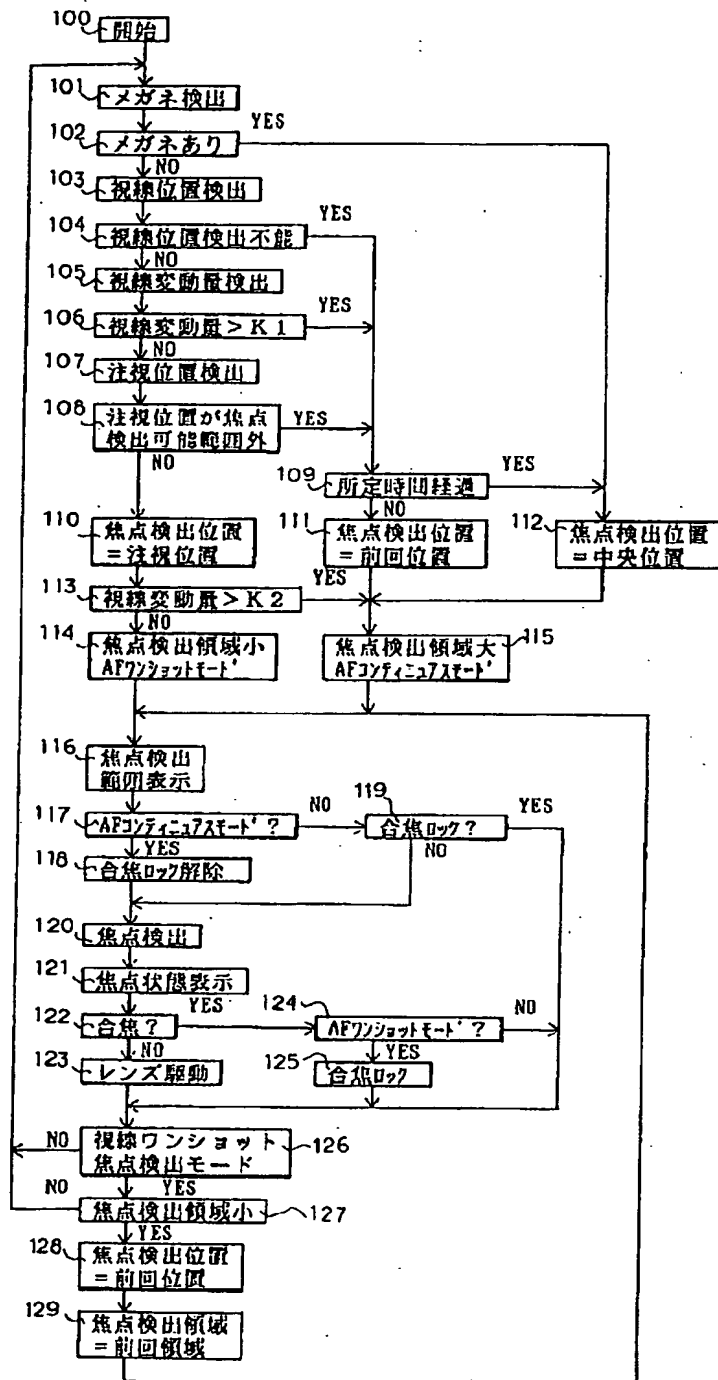 100 開始
101 メガネ検出
102 メガネあり YES
NO
103 視線位置検出
104 視線位置検出不能 YES
NO
105 視線変動量検出
106 視線変動量>K1 YES
NO
107 注視位置検出
108 注視位置が焦点
検出可能範囲外 YES
NO
109 所定時間経過 YES
NO
110 焦点検出位置
=注視位置
111 焦点検出位置
=前回位置
112 焦点検出位置
=中央位置
113 視線変動量>K2 YES
NO
114 焦点検出領域小
AFワンショットモード
焦点検出領域大 115
AFコンティニュアスモード
116 焦点検出
範囲表示
117 AFコンティニュアスモード? NO
YES
119 合焦ロック? YES
NO
118 合焦ロック解除
120 焦点検出
121 焦点状態表示
122 合焦? YES
NO
124 AFワンショットモード? NO
YES
123 レンズ駆動
125 合焦ロック
NO 視線ワンショット
焦点検出モード 126
YES
NO 焦点検出領域小 127
YES
128 焦点検出位置
=前回位置
129 焦点検出領域
=前回領域